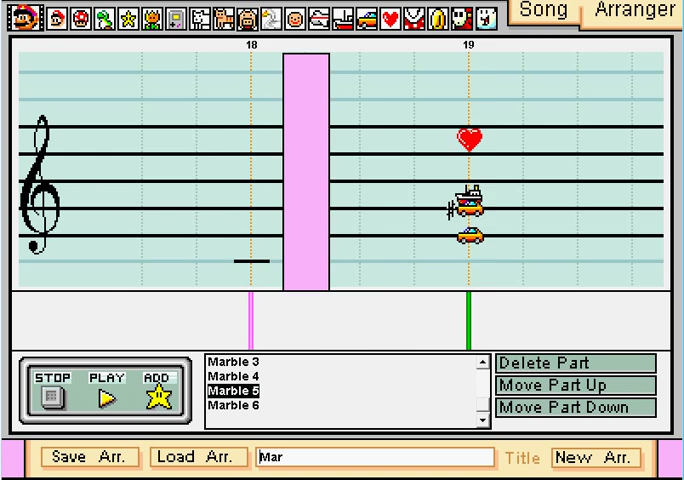 Song Arranger
18 19
STOP PLAY ADD
Marble 3
Marble 4
Marble 5
Marble 6
Delete Part
Move Part Up
Move Part Down
Save Arr. Load Arr. Mar Title New Arr.